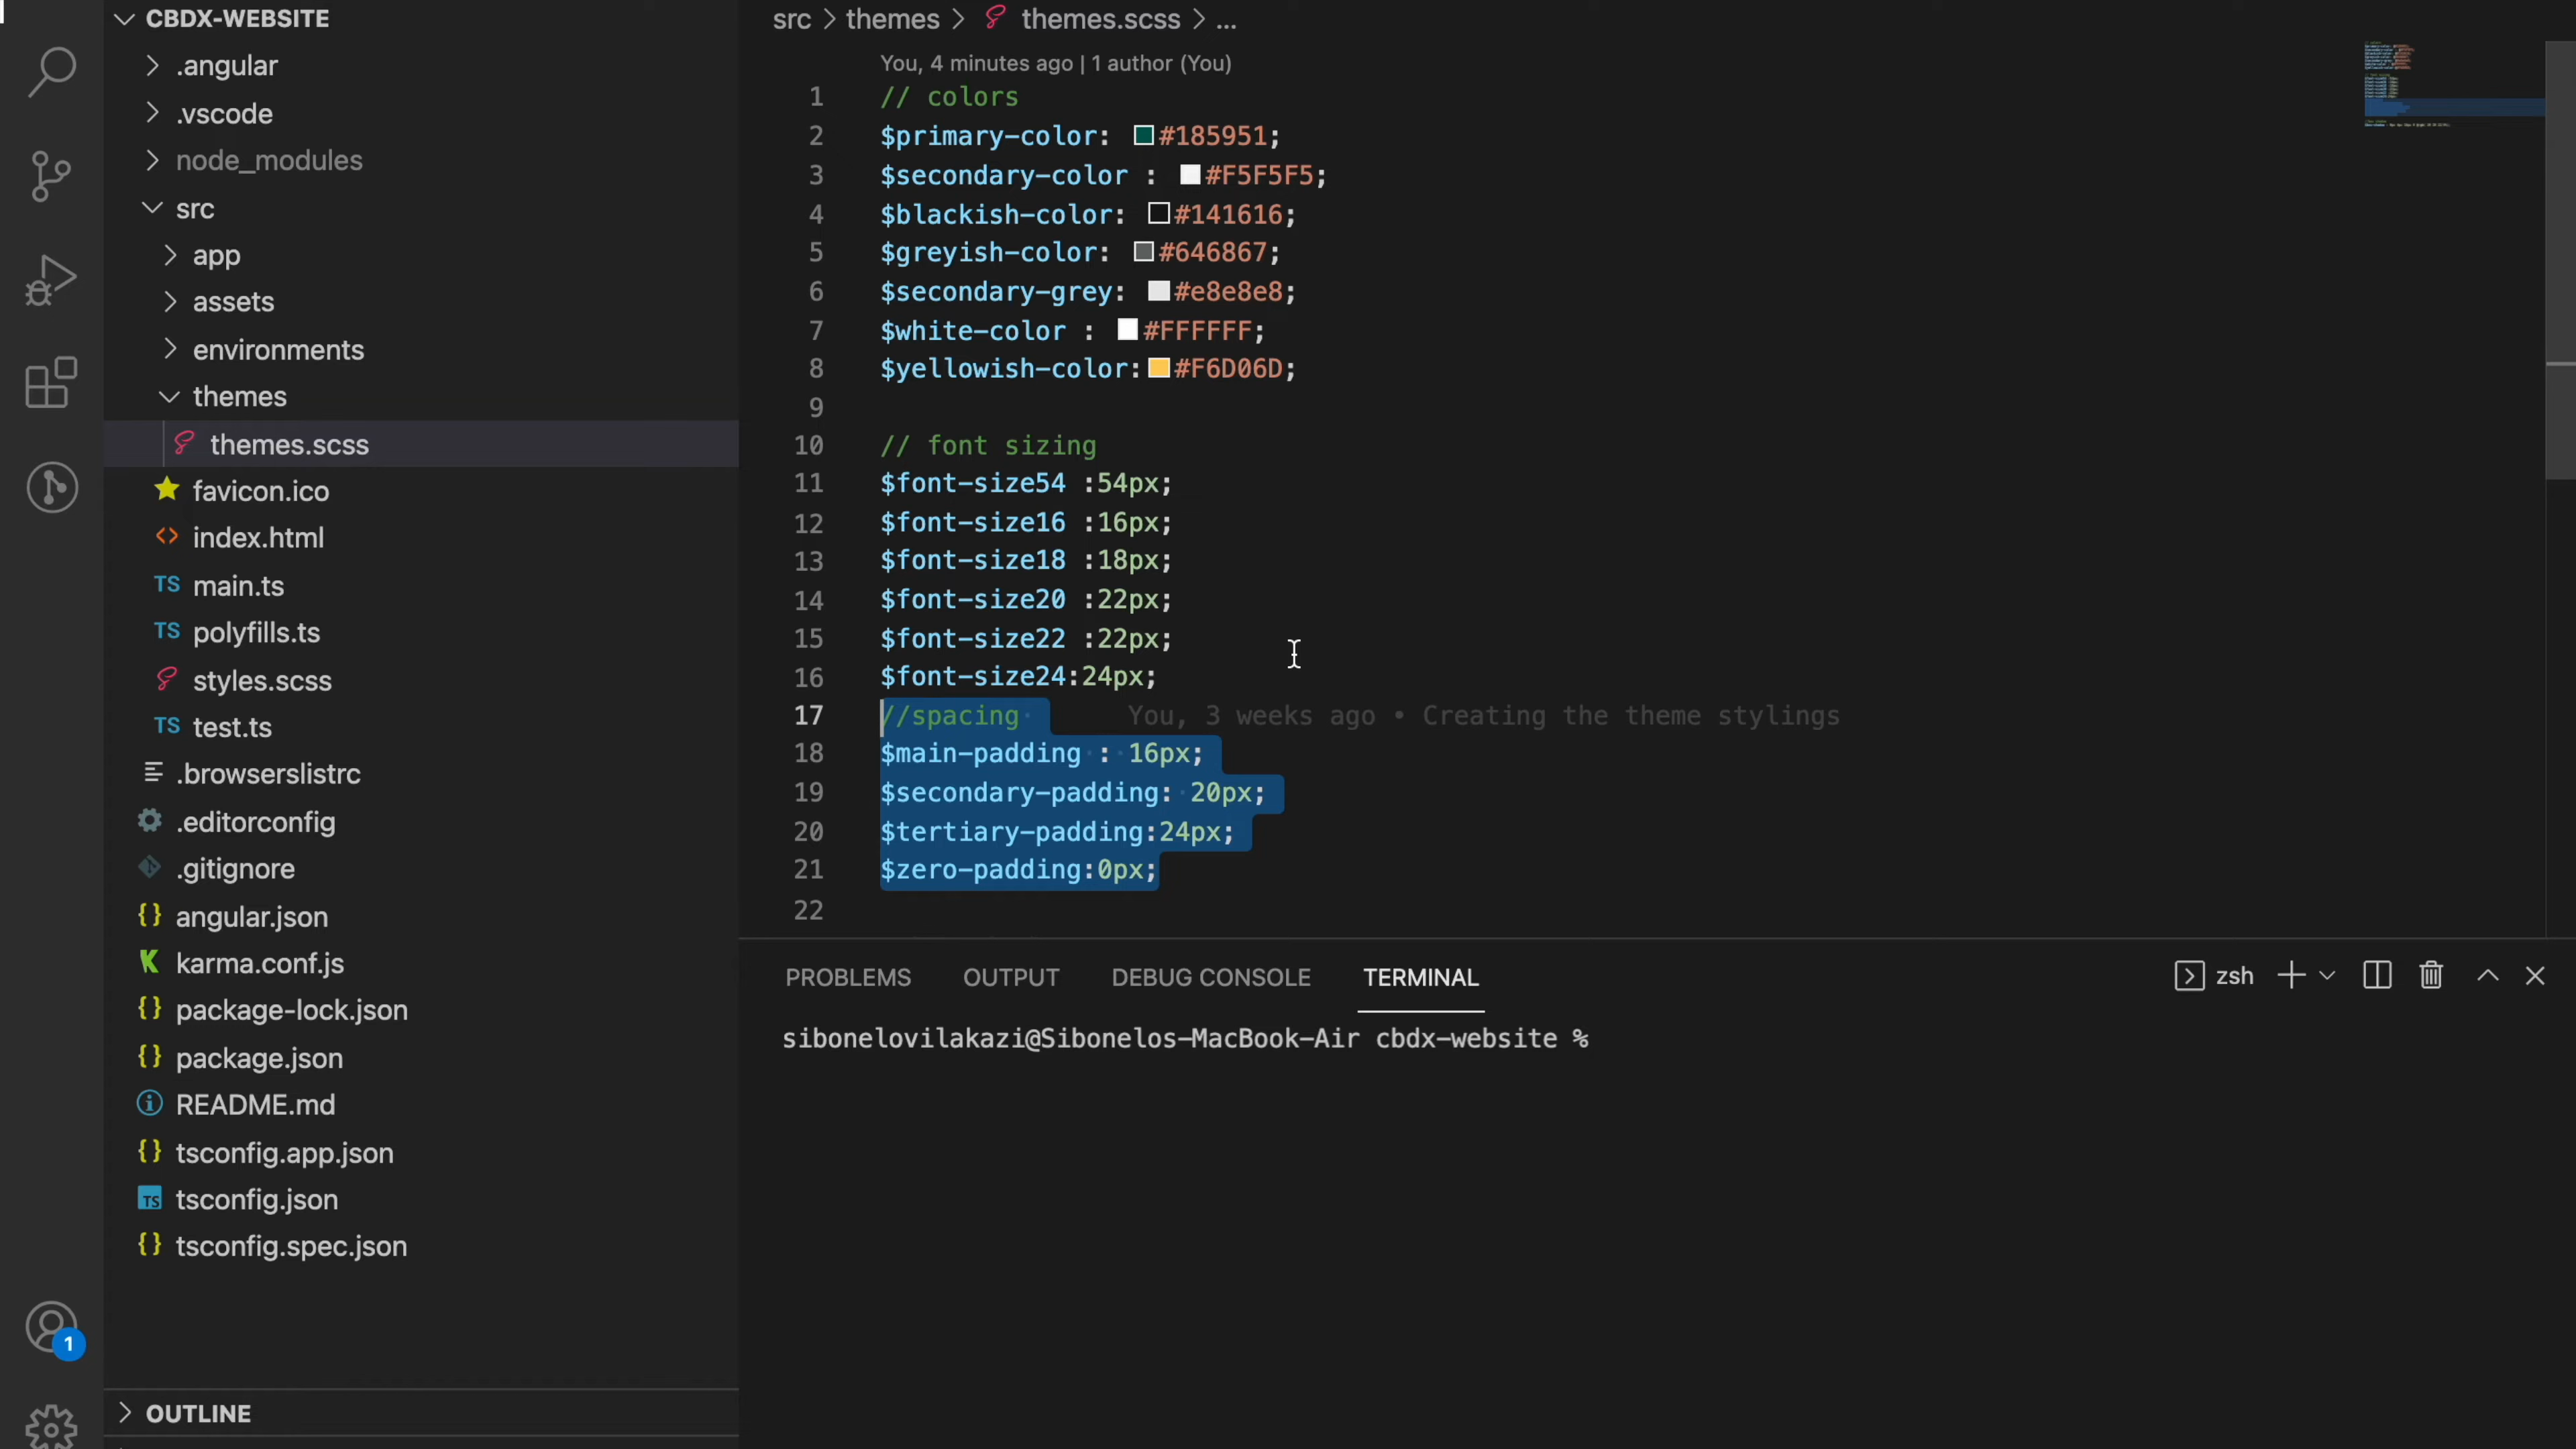 CBDX-WEBSITE
.angular
.vscode
node_modules
src
app
assets
environments
themes
themes.scss
favicon.ico
index.html
TS main.ts
TS polyfills.ts
styles.scss
TS test.ts
.browserslistrc
.editorconfig
.gitignore
{} angular.json
karma.conf.js
{} package-lock.json
{} package.json
README.md
{} tsconfig.app.json
TS tsconfig.json
{} tsconfig.spec.json
1
OUTLINE
src > themes > themes.scss > ...
You, 4 minutes ago | 1 author (You)
1 // colors
2 $primary-color: #185951;
3 $secondary-color : #F5F5F5;
4 $blackish-color: #141616;
5 $greyish-color: #646867;
6 $secondary-grey: #e8e8e8;
7 $white-color : #FFFFFF;
8 $yellowish-color:#F6D06D;
9
10 // font sizing
11 $font-size54 :54px;
12 $font-size16 :16px;
13 $font-size18 :18px;
14 $font-size20 :22px;
15 $font-size22 :22px;
16 $font-size24:24px;
17 //spacing You, 3 weeks ago • Creating the theme stylings
18 $main-padding : 16px;
19 $secondary-padding: 20px;
20 $tertiary-padding:24px;
21 $zero-padding:0px;
22
PROBLEMS OUTPUT DEBUG CONSOLE TERMINAL zsh
sibonelovilakazi@Sibonelos-MacBook-Air cbdx-website %